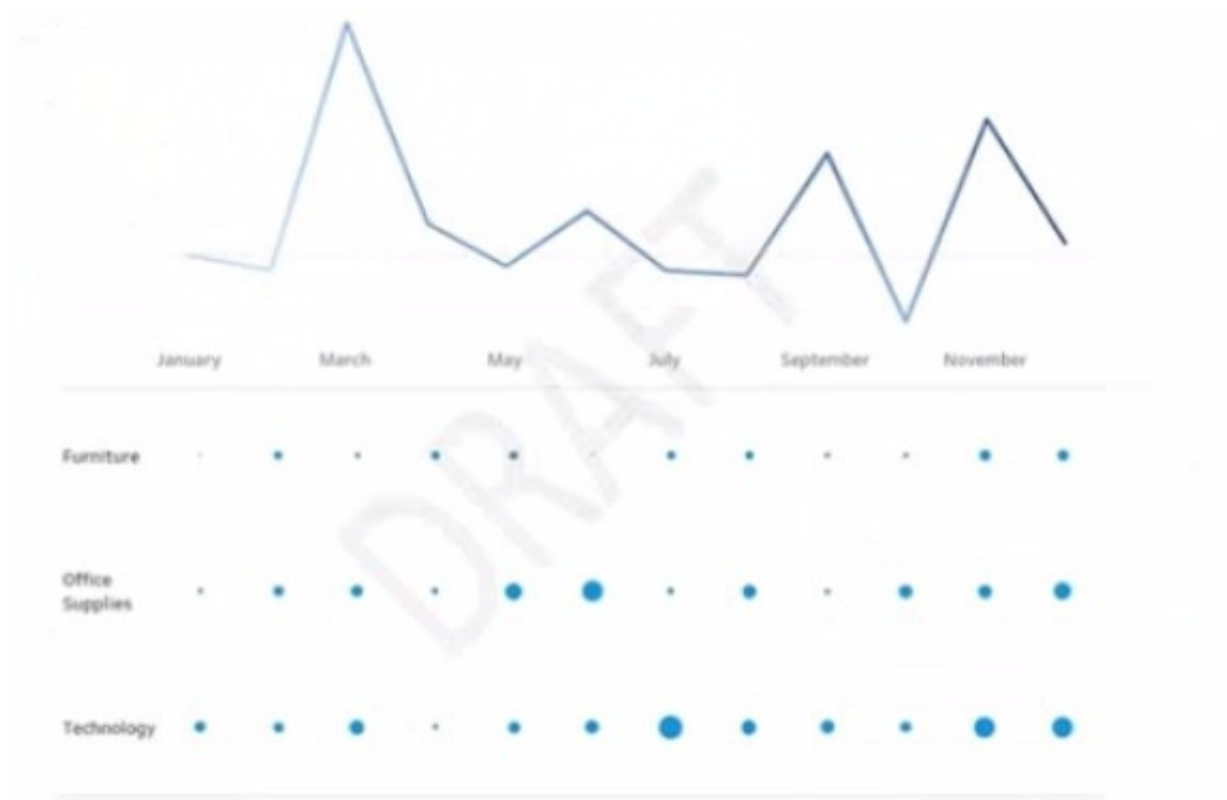 January March May July September November
DRAFT
Furniture
Office
Supplies
Technology